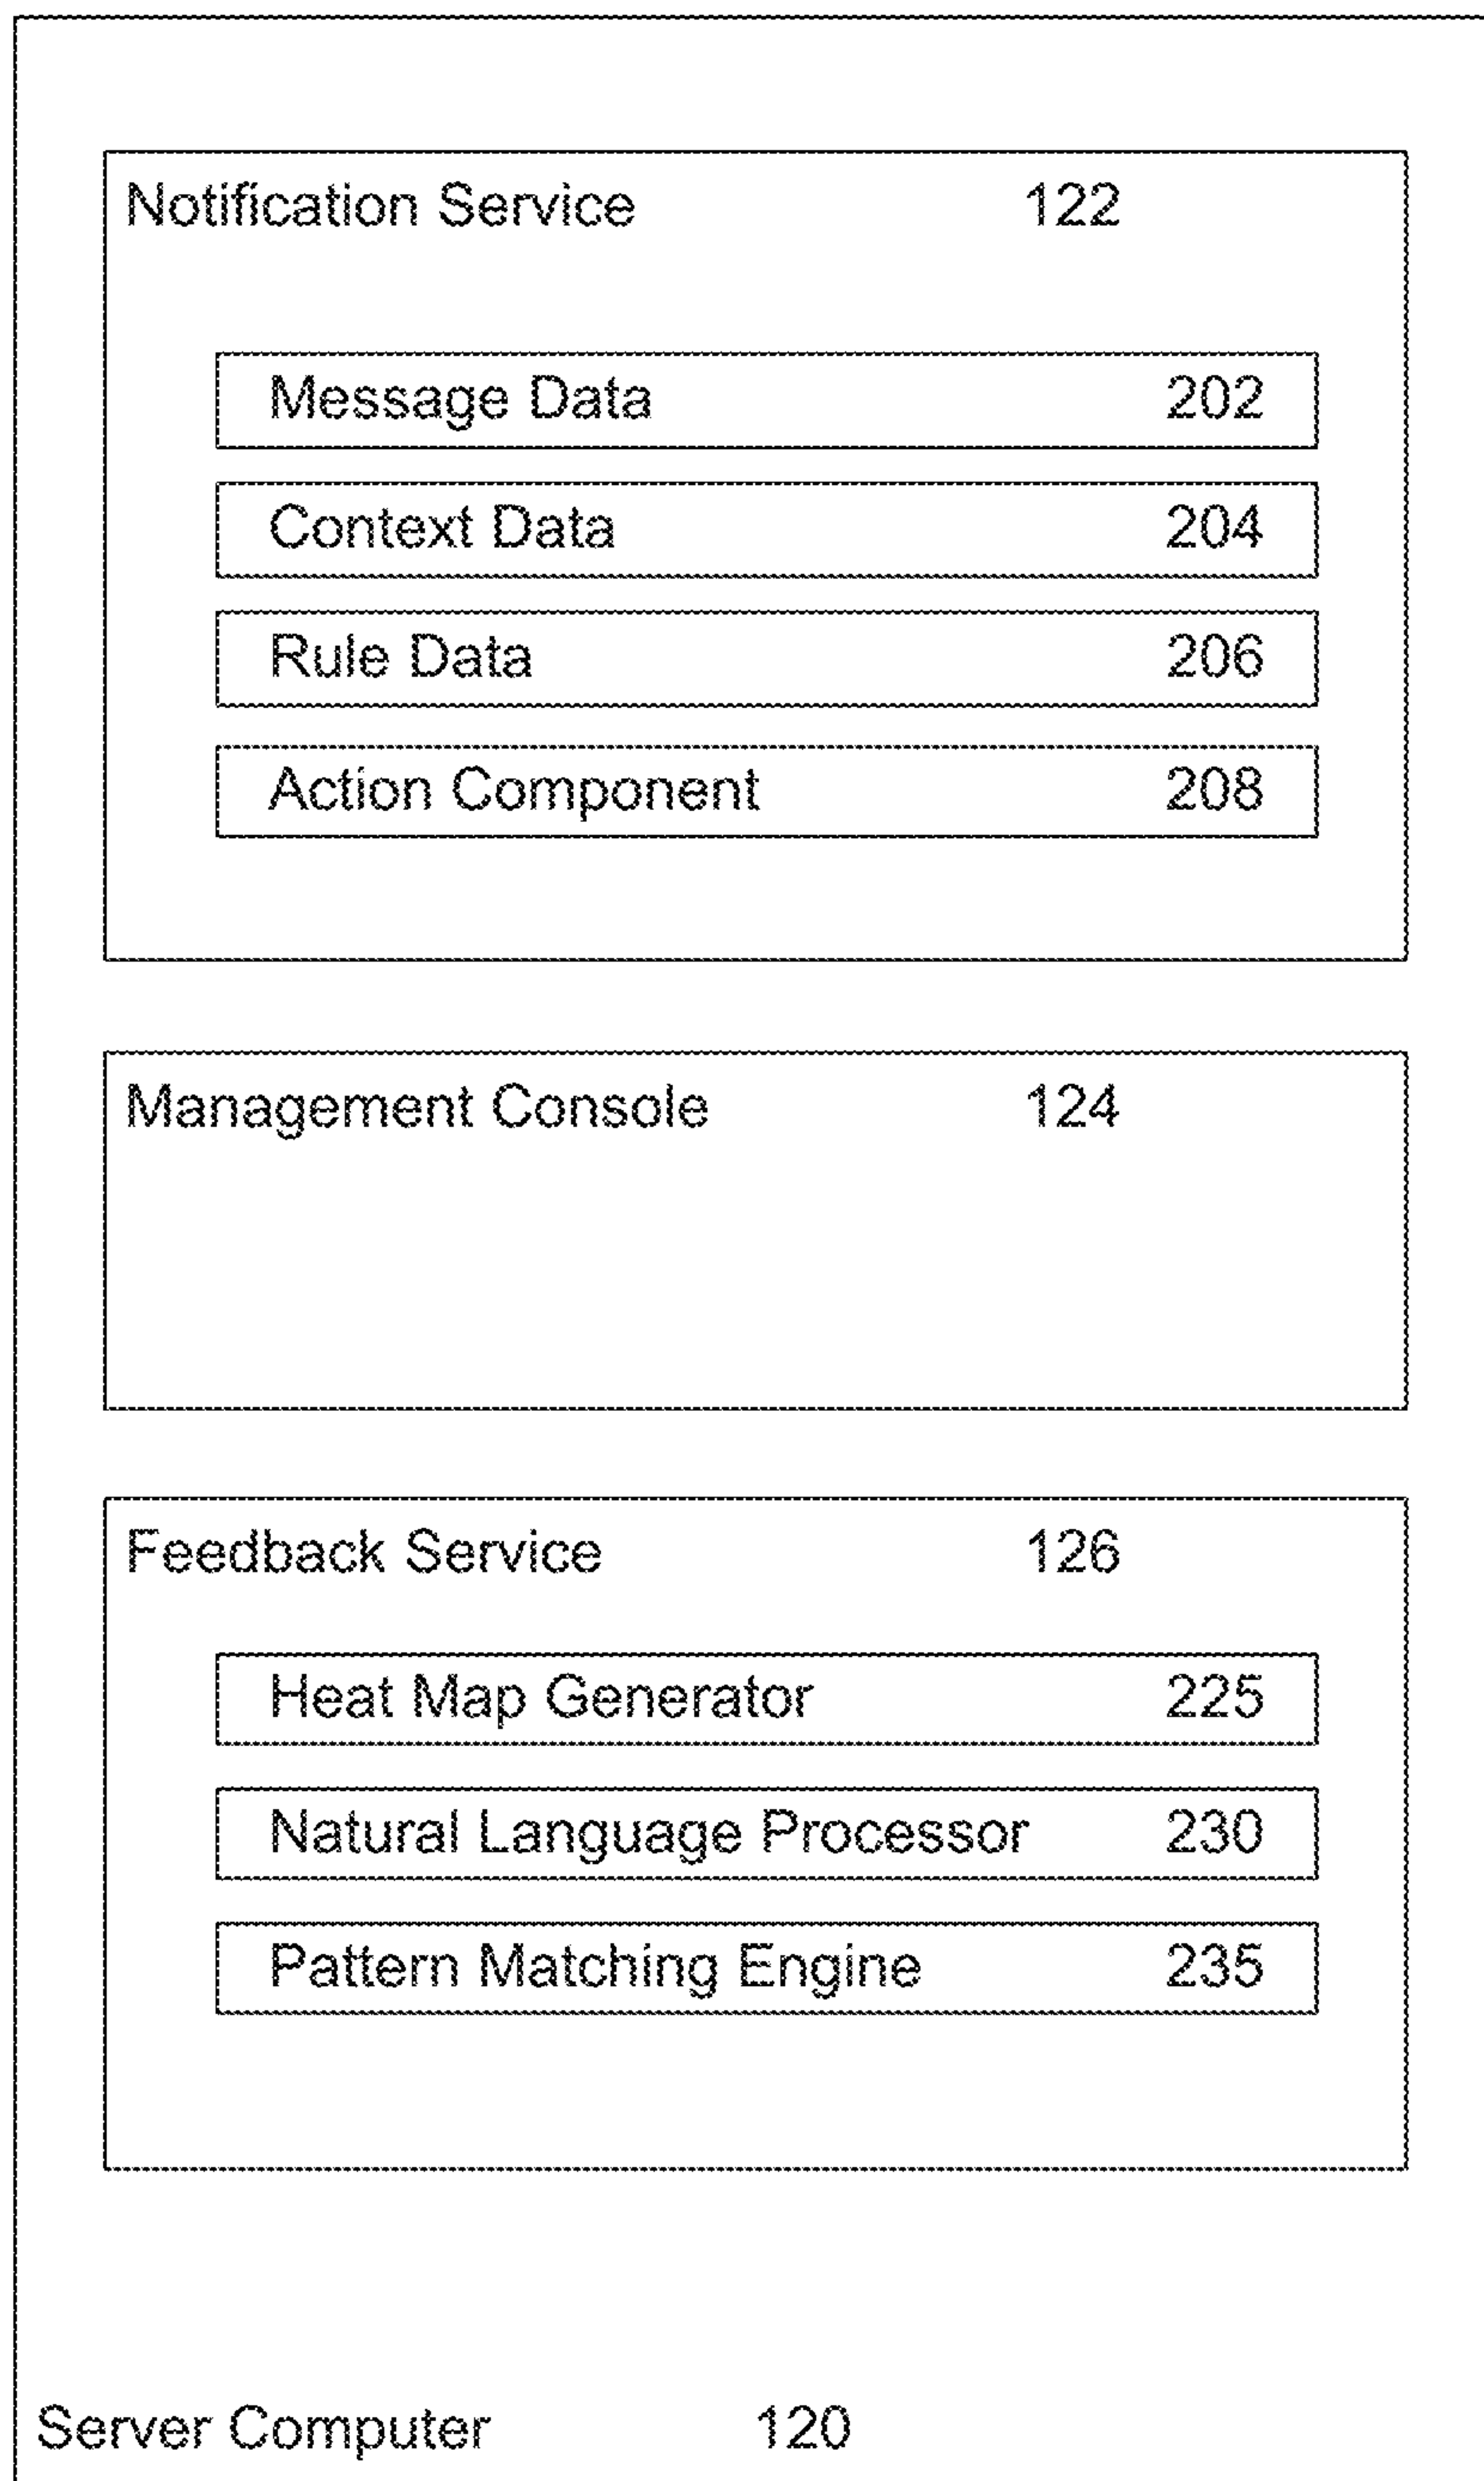 Notification Service 122
Message Data 202
Context Data 204
Rule Data 206
Action Component 208
Management Console 124
Feedback Service 126
Heat Map Generator 225
Natural Language Processor 230
Pattern Matching Engine 235
Server Computer 120